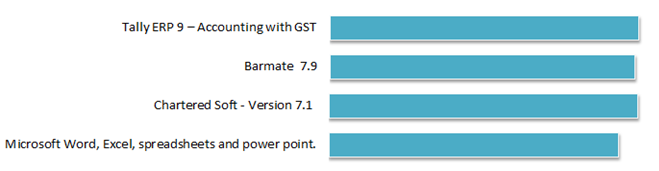 Tally ERP 9 – Accounting with GST
Barmate  7.9
Chartered Soft - Version 7.1
Microsoft Word, Excel, spreadsheets and power point.